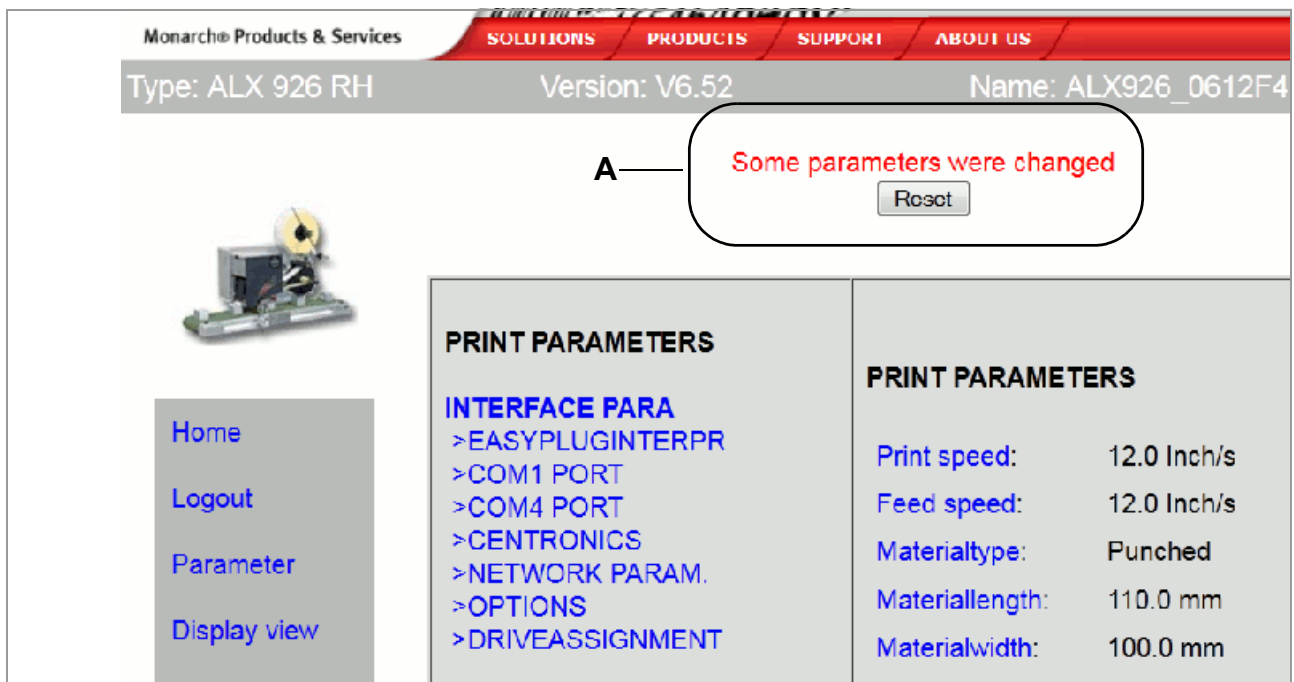 Monarch® Products & Services
SOLUTIONS
PRODUCTS
SUPPORT
ABOUT US
Type: ALX 926 RH
Version: V6.52
Name: ALX926_0612F4
A
Some parameters were changed
Reset
Home
Logout
Parameter
Display view
PRINT PARAMETERS
INTERFACE PARA
>EASYPLUGINTERPR
>COM1 PORT
>COM4 PORT
>CENTRONICS
>NETWORK PARAM.
>OPTIONS
>DRIVEASSIGNMENT
PRINT PARAMETERS
Print speed: 12.0 Inch/s
Feed speed: 12.0 Inch/s
Materialtype: Punched
Materiallength: 110.0 mm
Materialwidth: 100.0 mm